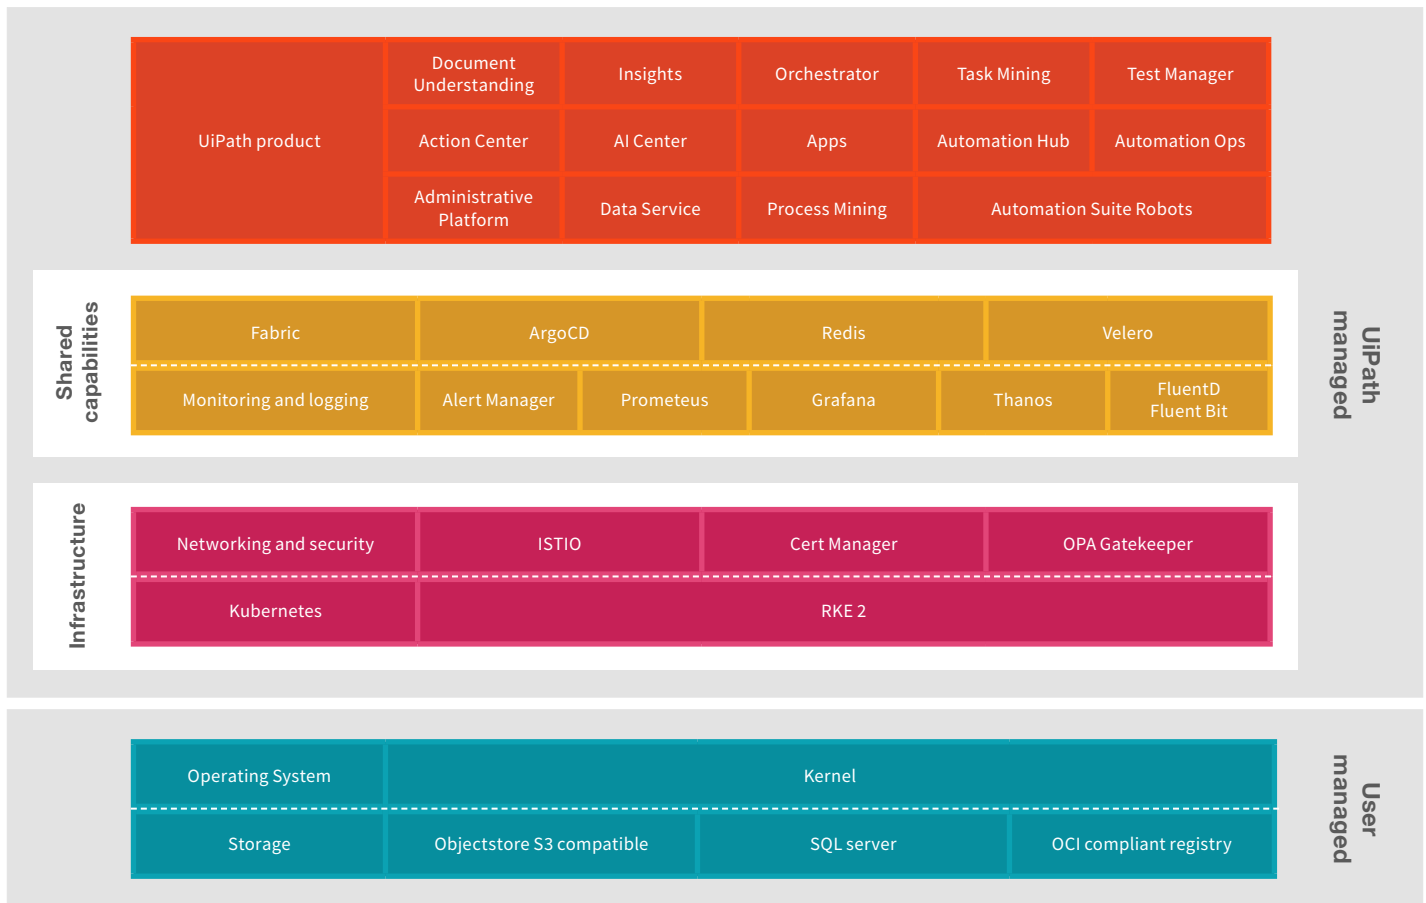 Document
Understanding
Insights
Orchestrator
Task Mining
Test Manager
UiPath product
Action Center
AI Center
Apps
Automation Hub
Automation Ops
Administrative
Platform
Data Service
Process Mining
Automation Suite Robots
Shared
capabilities
Fabric
ArgoCD
Redis
Velero
Monitoring and logging
Alert Manager
Prometeus
Grafana
Thanos
FluentD
Fluent Bit
UiPath
managed
Infrastructure
Networking and security
ISTIO
Cert Manager
OPA Gatekeeper
Kubernetes
RKE 2
Operating System
Kernel
Storage
Objectstore S3 compatible
SQL server
OCI compliant registry
User
managed